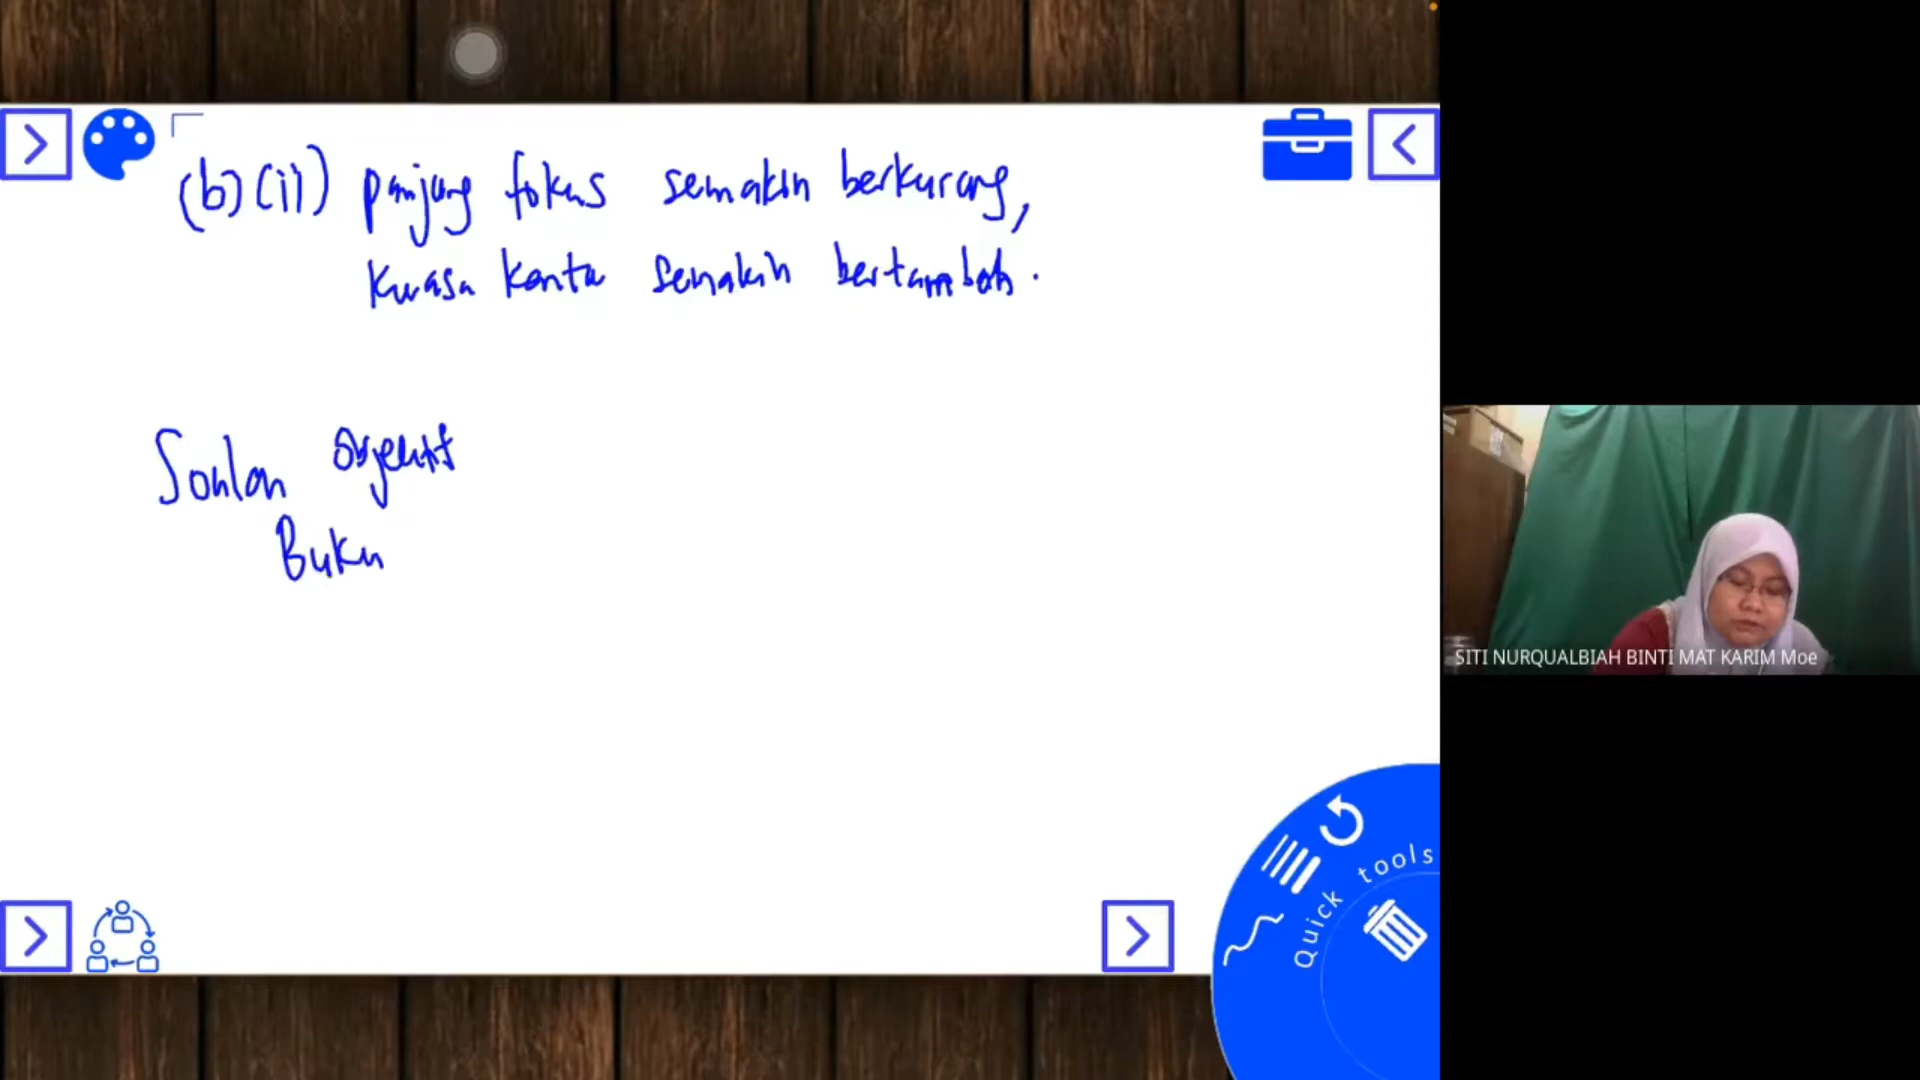 (b)(ii) panjang fokus semakin berkurang,
kuasa kanta semakin bertambah.
Soalan Objektif
Buku
SITI NURQUALBIAH BINTI MAT KARIM Moe
Quick tools